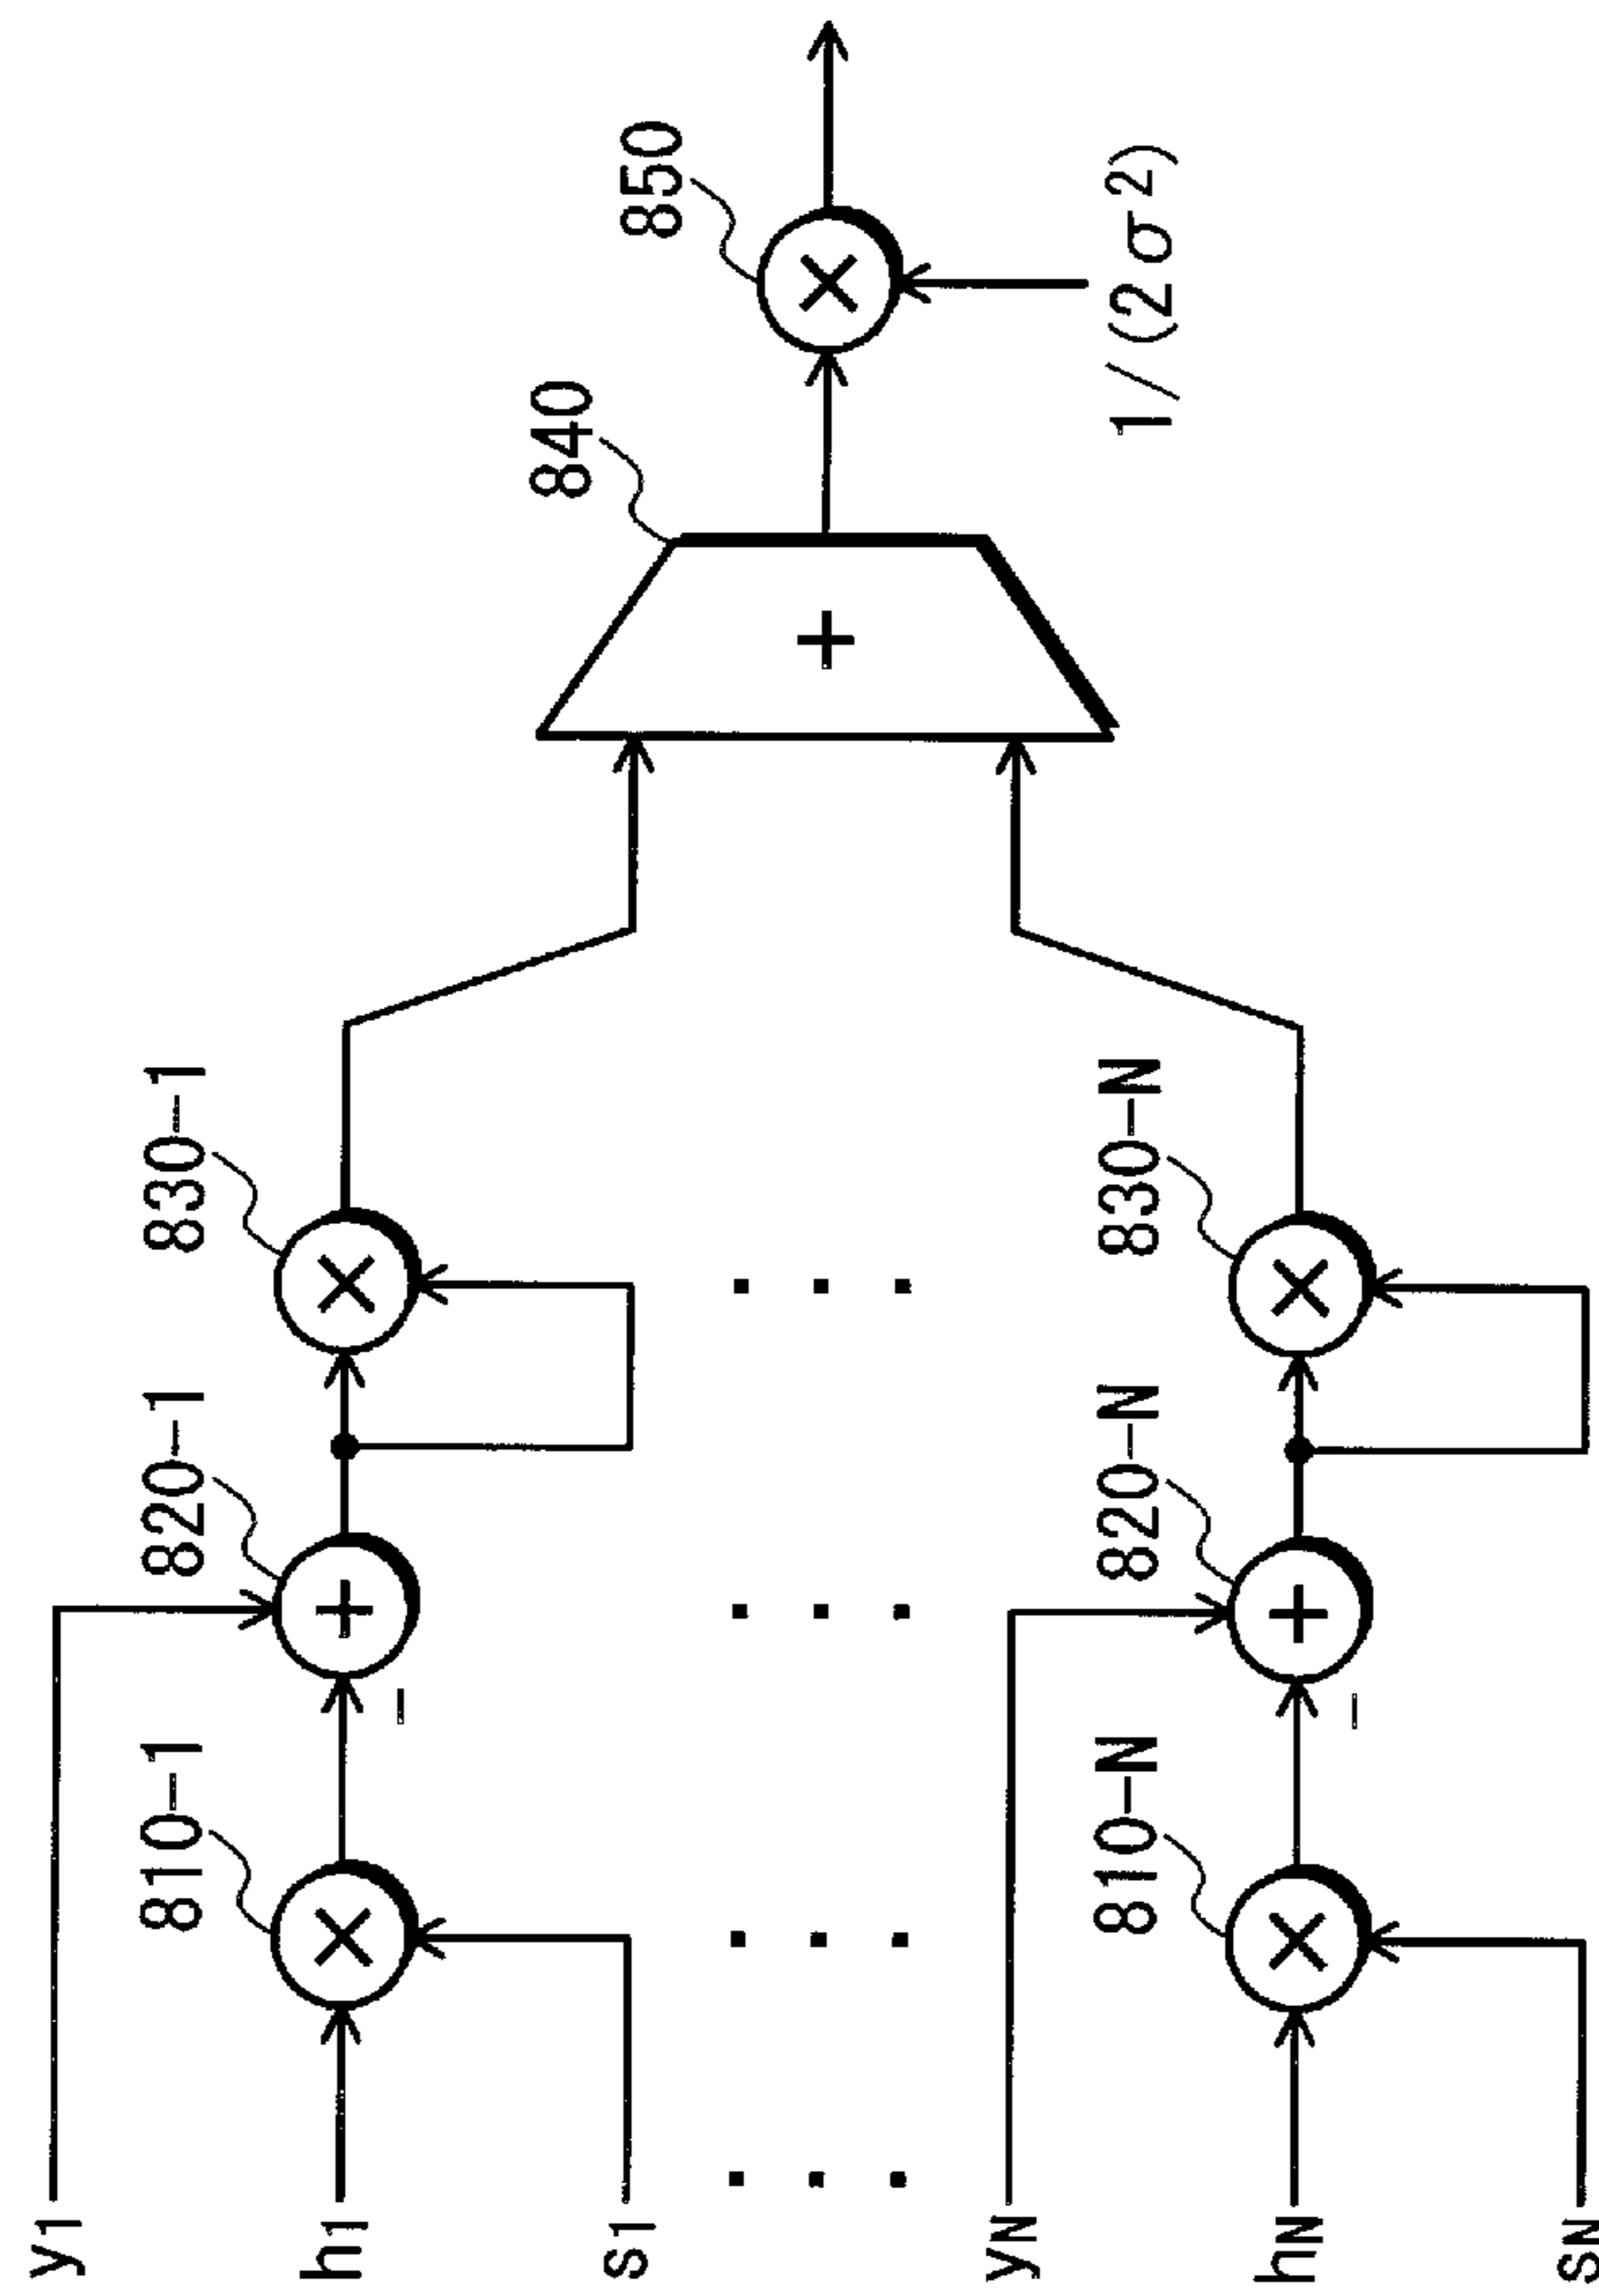 y1
h1
s1
810-1
820-1
830-1
×
+
×
−
yN
hN
sN
810-N
820-N
830-N
×
+
×
−
840
+
850
×
1/(2σ²)